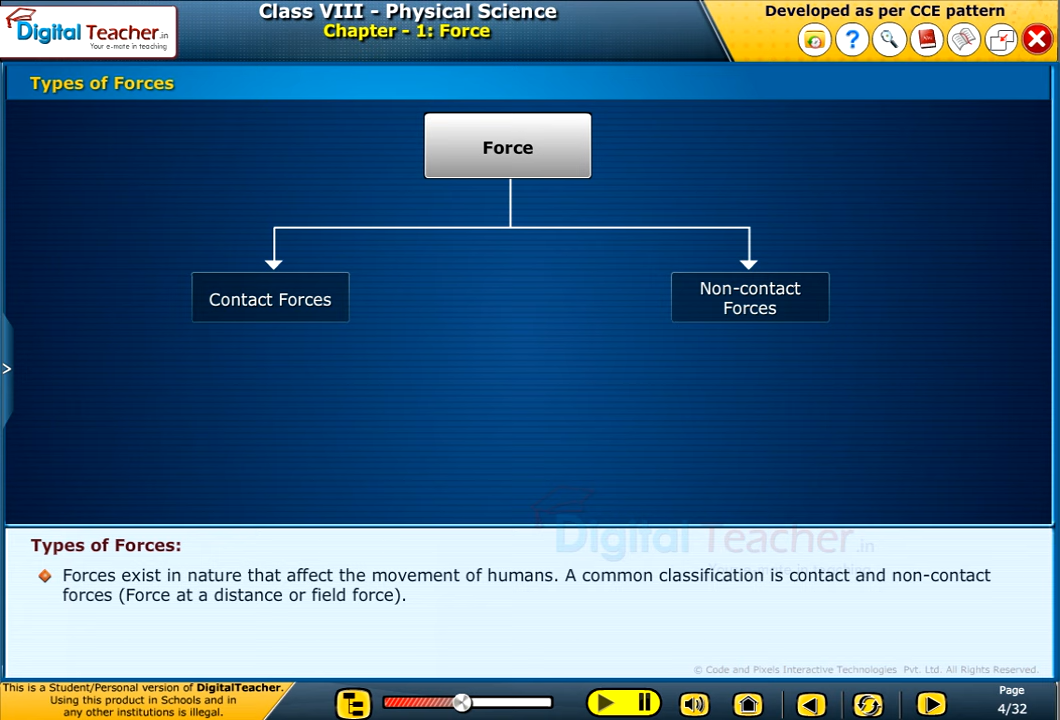 Digital Teacher.in
Your e-mate in teaching
Class VIII - Physical Science
Chapter - 1: Force
Developed as per CCE pattern
Types of Forces
Force
Contact Forces
Non-contact
Forces
Digital Teacher.in
Types of Forces:
Forces exist in nature that affect the movement of humans. A common classification is contact and non-contact
forces (Force at a distance or field force).
© Code and Pixels Interactive Technologies Pvt. Ltd. All Rights Reserved.
This is a Student/Personal version of DigitalTeacher.
Using this product in Schools and in
any other institutions is illegal.
Page
4/32